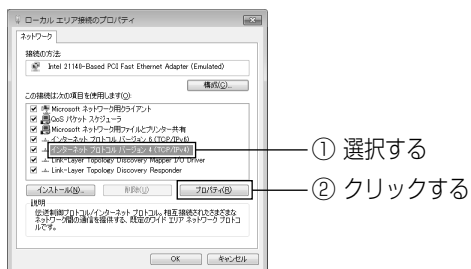 ローカル エリア接続のプロパティ
ネットワーク
接続の方法:
Intel 21140-Based PCI Fast Ethernet Adapter (Emulated)
構成(C)...
この接続は次の項目を使用します(O):
Microsoft ネットワーク用クライアント
QoS パケット スケジューラ
Microsoft ネットワーク用ファイルとプリンター共有
インターネット プロトコル バージョン 6 (TCP/IPv6)
インターネット プロトコル バージョン 4 (TCP/IPv4)
Link-Layer Topology Discovery Mapper I/O Driver
Link-Layer Topology Discovery Responder
① 選択する
インストール(N)... 削除(U) プロパティ(R)
② クリックする
説明
伝送制御プロトコル/インターネット プロトコル。相互接続されたさまざまな
ネットワーク間の通信を提供する、既定のワイド エリア ネットワーク プロトコ
ルです。
OK キャンセル